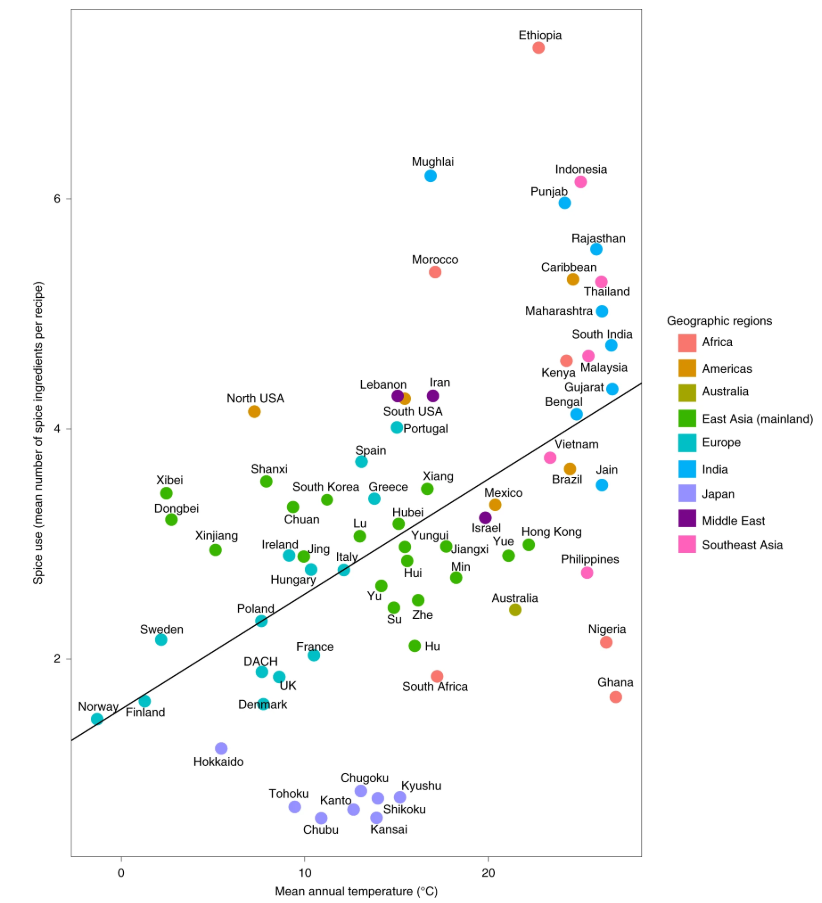 Ethiopia
Mughlai
Indonesia
Punjab
6
Rajasthan
Morocco
Caribbean
Thailand
Maharashtra
South India
Kenya
Malaysia
Gujarat
Lebanon
Iran
North USA
South USA
Bengal
4
Portugal
Vietnam
Spain
Brazil
Jain
Shanxi
Xiang
Xibei
South Korea
Greece
Mexico
Dongbei
Chuan
Hubei
Israel
Lu
Xinjiang
Yungui
Hong Kong
Ireland
Jing
Italy
Jiangxi
Yue
Hungary
Hui
Min
Philippines
Yu
Su
Zhe
Australia
Poland
Sweden
Nigeria
France
Hu
2
DACH
UK
South Africa
Ghana
Norway
Finland
Denmark
Hokkaido
Chugoku
Kyushu
Tohoku
Kanto
Shikoku
Chubu
Kansai
0
10
20
Mean annual temperature (°C)
Spice use (mean number of spice ingredients per recipe)
Geographic regions
Africa
Americas
Australia
East Asia (mainland)
Europe
India
Japan
Middle East
Southeast Asia